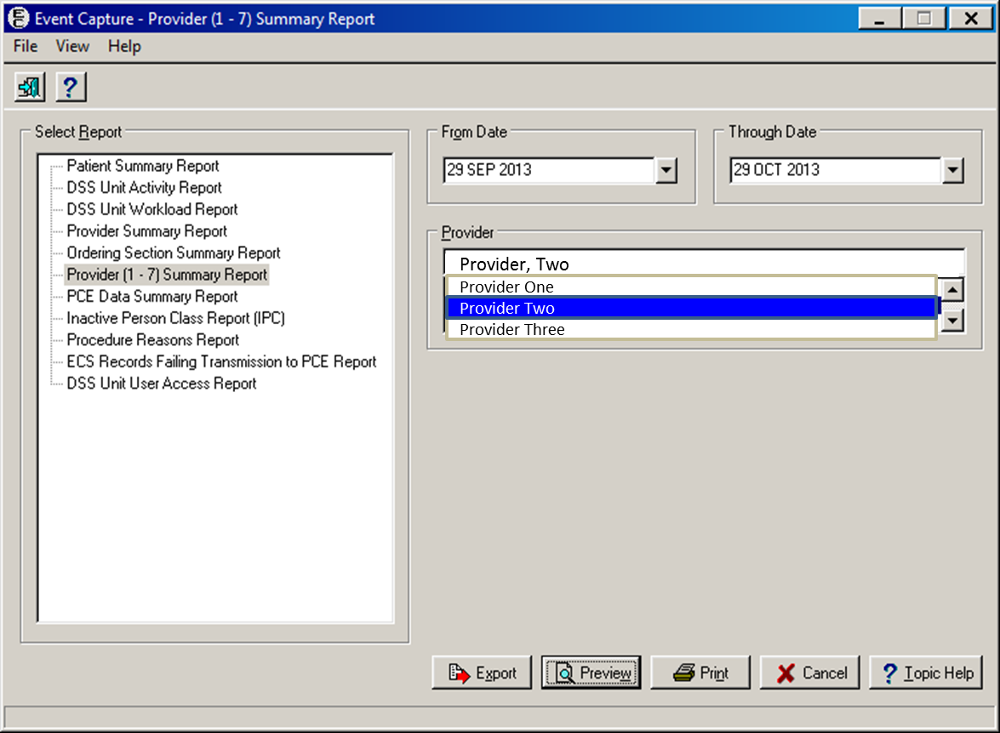 Event Capture - Provider (1 - 7) Summary Report
File View Help
?
Select Report
Patient Summary Report
DSS Unit Activity Report
DSS Unit Workload Report
Provider Summary Report
Ordering Section Summary Report
Provider (1 - 7) Summary Report
PCE Data Summary Report
Inactive Person Class Report (IPC)
Procedure Reasons Report
ECS Records Failing Transmission to PCE Report
DSS Unit User Access Report
From Date
29 SEP 2013
Through Date
29 OCT 2013
Provider
Provider, Two
Provider One
Provider Two
Provider Three
Export Preview Print Cancel ? Topic Help